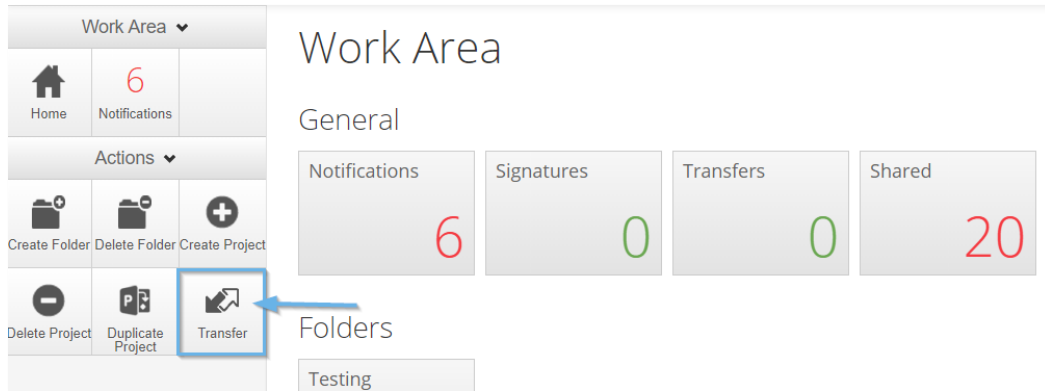 Work Area
Home
6
Notifications
Actions
Create Folder
Delete Folder
Create Project
Delete Project
P
Duplicate
Project
Transfer
Work Area
General
Notifications
6
Signatures
0
Transfers
0
Shared
20
Folders
Testing